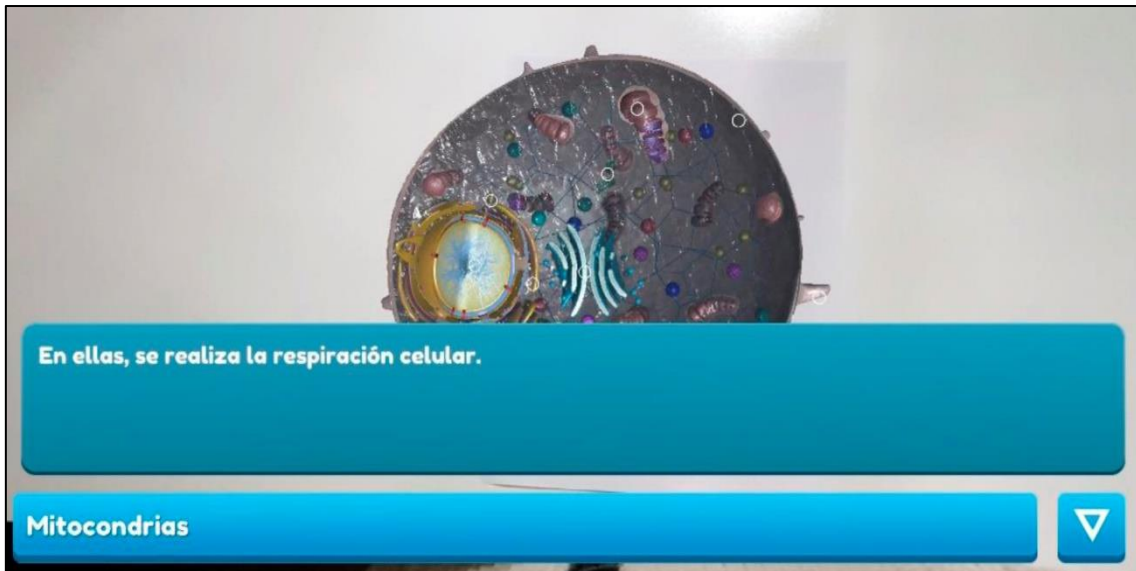 En ellas, se realiza la respiración celular.
Mitocondrias